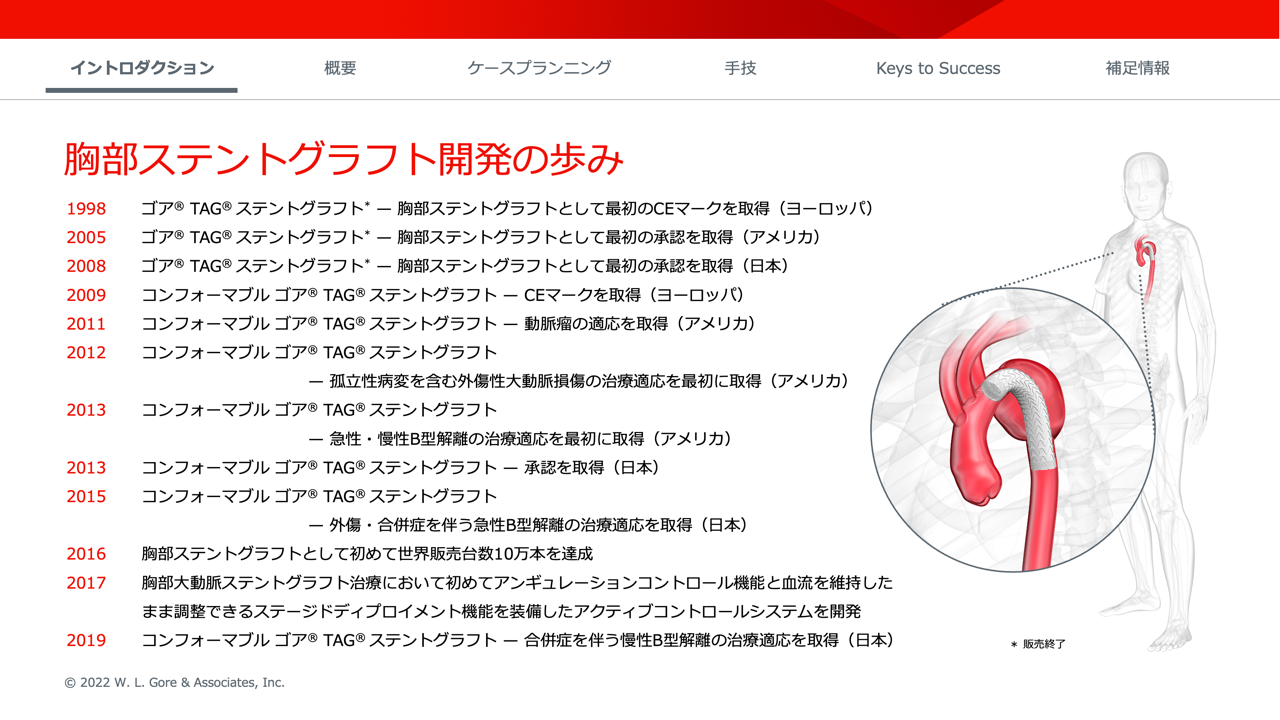 イントロダクション
概要
ケースプランニング
手技
Keys to Success
補足情報
胸部ステントグラフト開発の歩み
1998 ゴア® TAG® ステントグラフト* — 胸部ステントグラフトとして最初のCEマークを取得（ヨーロッパ）
2005 ゴア® TAG® ステントグラフト* — 胸部ステントグラフトとして最初の承認を取得（アメリカ）
2008 ゴア® TAG® ステントグラフト* — 胸部ステントグラフトとして最初の承認を取得（日本）
2009 コンフォーマブル ゴア® TAG® ステントグラフト — CEマークを取得（ヨーロッパ）
2011 コンフォーマブル ゴア® TAG® ステントグラフト — 動脈瘤の適応を取得（アメリカ）
2012 コンフォーマブル ゴア® TAG® ステントグラフト
— 孤立性病変を含む外傷性大動脈損傷の治療適応を最初に取得（アメリカ）
2013 コンフォーマブル ゴア® TAG® ステントグラフト
— 急性・慢性B型解離の治療適応を最初に取得（アメリカ）
2013 コンフォーマブル ゴア® TAG® ステントグラフト — 承認を取得（日本）
2015 コンフォーマブル ゴア® TAG® ステントグラフト
— 外傷・合併症を伴う急性B型解離の治療適応を取得（日本）
2016 胸部ステントグラフトとして初めて世界販売台数10万本を達成
2017 胸部大動脈ステントグラフト治療において初めてアンギュレーションコントロール機能と血流を維持した
まま調整できるステージドディプロイメント機能を装備したアクティブコントロールシステムを開発
2019 コンフォーマブル ゴア® TAG® ステントグラフト — 合併症を伴う慢性B型解離の治療適応を取得（日本）
* 販売終了
© 2022 W. L. Gore & Associates, Inc.